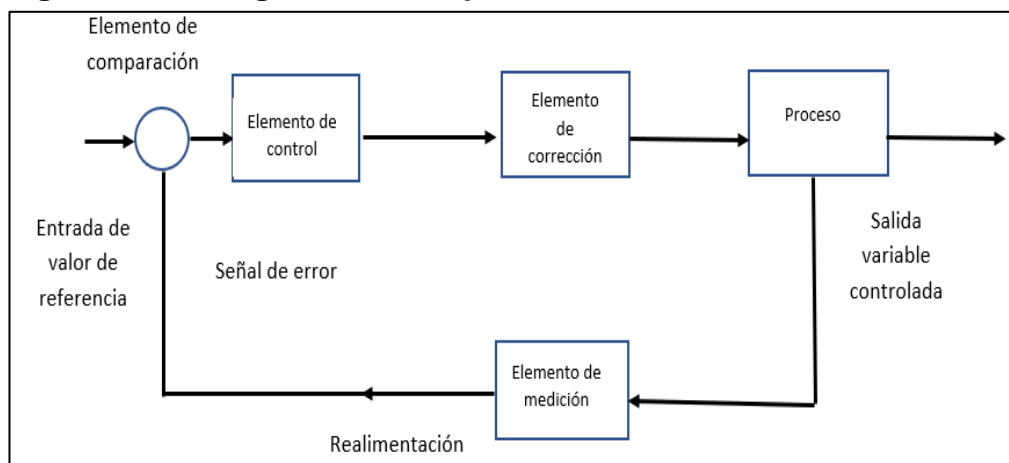 Elemento de
comparación
Elemento de
control
Elemento
de
corrección
Proceso
Entrada de
valor de
referencia
Señal de error
Salida
variable
controlada
Elemento de
medición
Realimentación